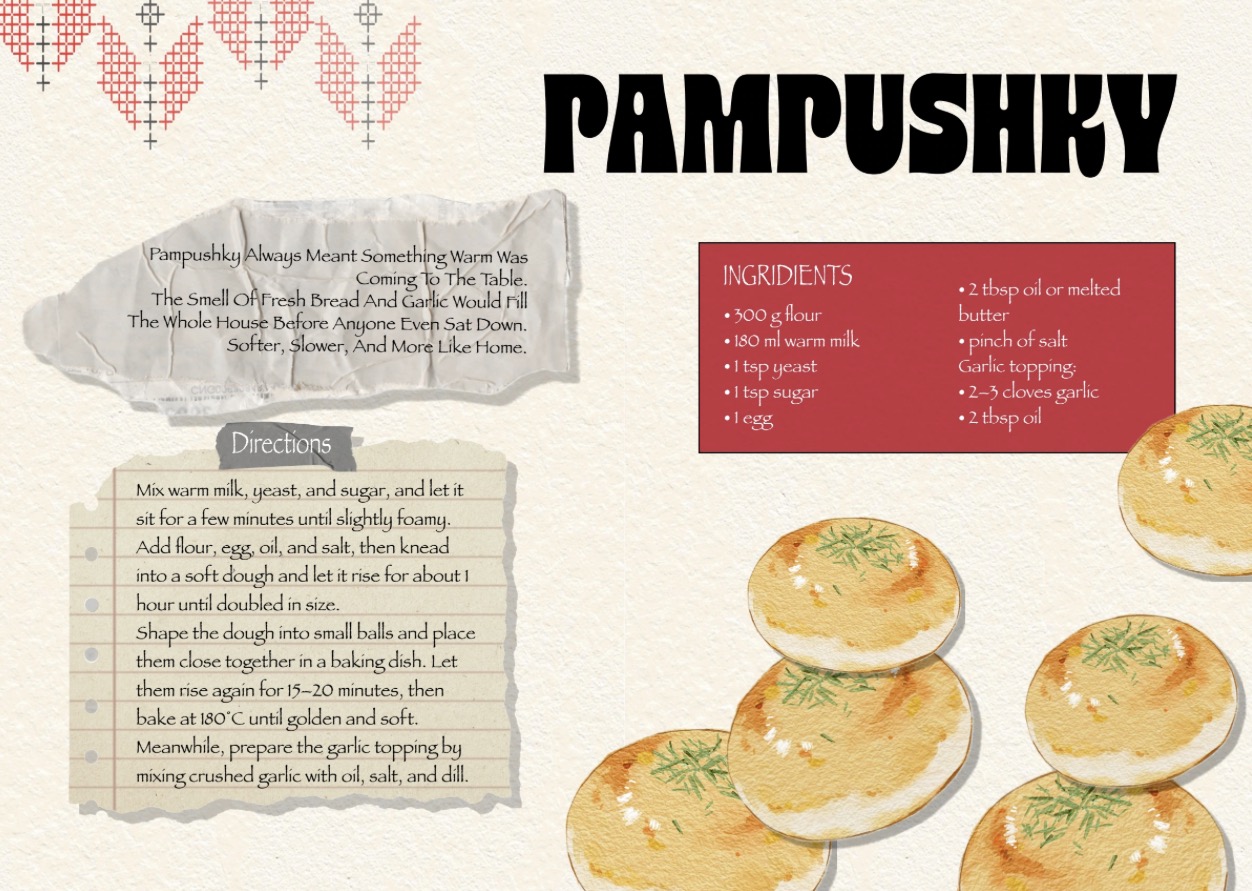 PAMPUSHKY
Pampushky Always Meant Something Warm Was
Coming To The Table.
The Smell Of Fresh Bread And Garlic Would Fill
The Whole House Before Anyone Even Sat Down.
Softer, Slower, And More Like Home.
INGRIDIENTS
• 300 g flour
• 180 ml warm milk
• 1 tsp yeast
• 1 tsp sugar
• 1 egg
• 2 tbsp oil or melted
butter
• pinch of salt
Garlic topping:
• 2–3 cloves garlic
• 2 tbsp oil
Directions
Mix warm milk, yeast, and sugar, and let it
sit for a few minutes until slightly foamy.
Add flour, egg, oil, and salt, then knead
into a soft dough and let it rise for about 1
hour until doubled in size.
Shape the dough into small balls and place
them close together in a baking dish. Let
them rise again for 15–20 minutes, then
bake at 180°C until golden and soft.
Meanwhile, prepare the garlic topping by
mixing crushed garlic with oil, salt, and dill.